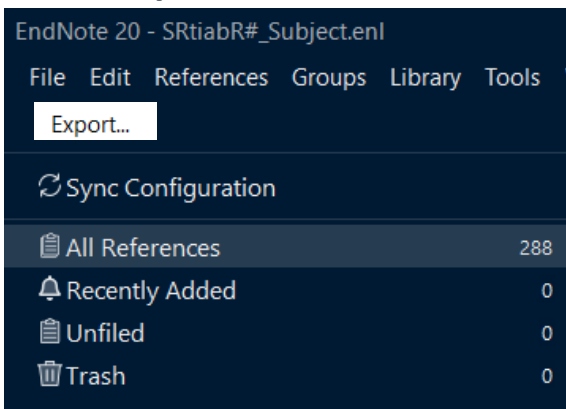 EndNote 20 - SRtiabR#_Subject.enl
File Edit References Groups Library Tools
Export...
Sync Configuration
All References 288
Recently Added 0
Unfiled 0
Trash 0